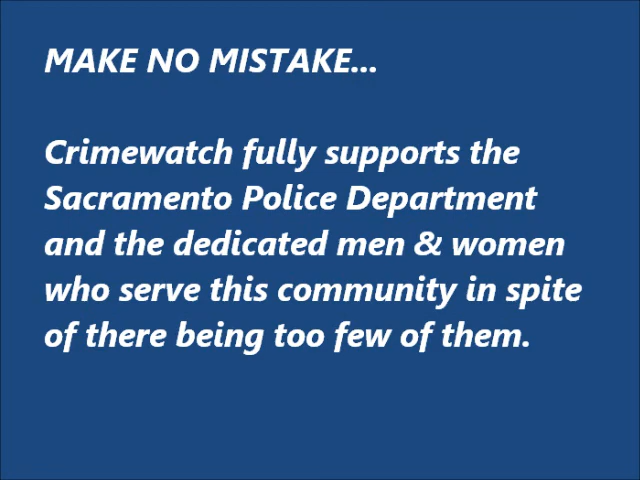 MAKE NO MISTAKE...
Crimewatch fully supports the
Sacramento Police Department
and the dedicated men & women
who serve this community in spite
of there being too few of them.